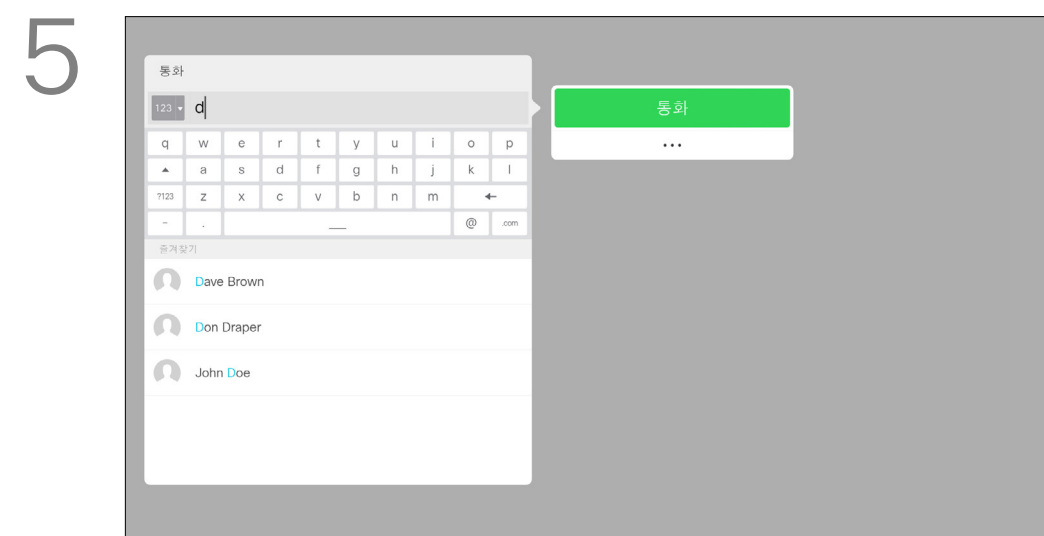 5
통화
123 d
통화
...
q w e r t y u i o p
a s d f g h j k l
?123 z x c v b n m
- . @ .com
즐겨찾기
Dave Brown
Don Draper
John Doe